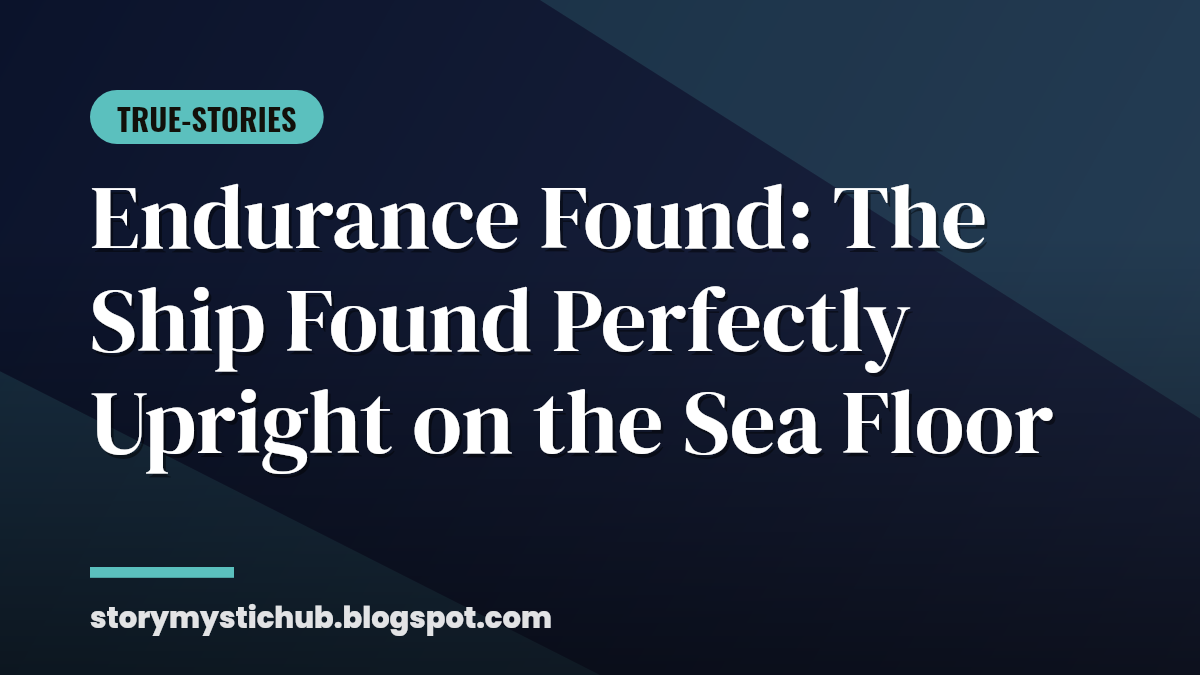 TRUE-STORIES
Endurance Found: The
Ship Found Perfectly
Upright on the Sea Floor
storymystichub.blogspot.com